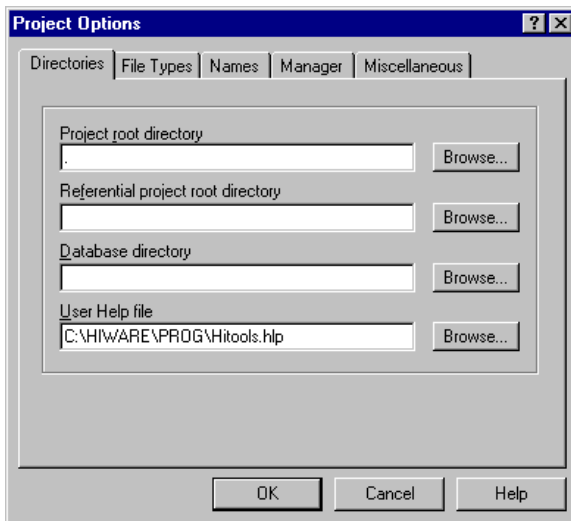 Project Options
Directories File Types Names Manager Miscellaneous
Project root directory
.
Browse...
Referential project root directory
Browse...
Database directory
Browse...
User Help file
C:\HIWARE\PROG\Hitools.hlp
Browse...
OK Cancel Help